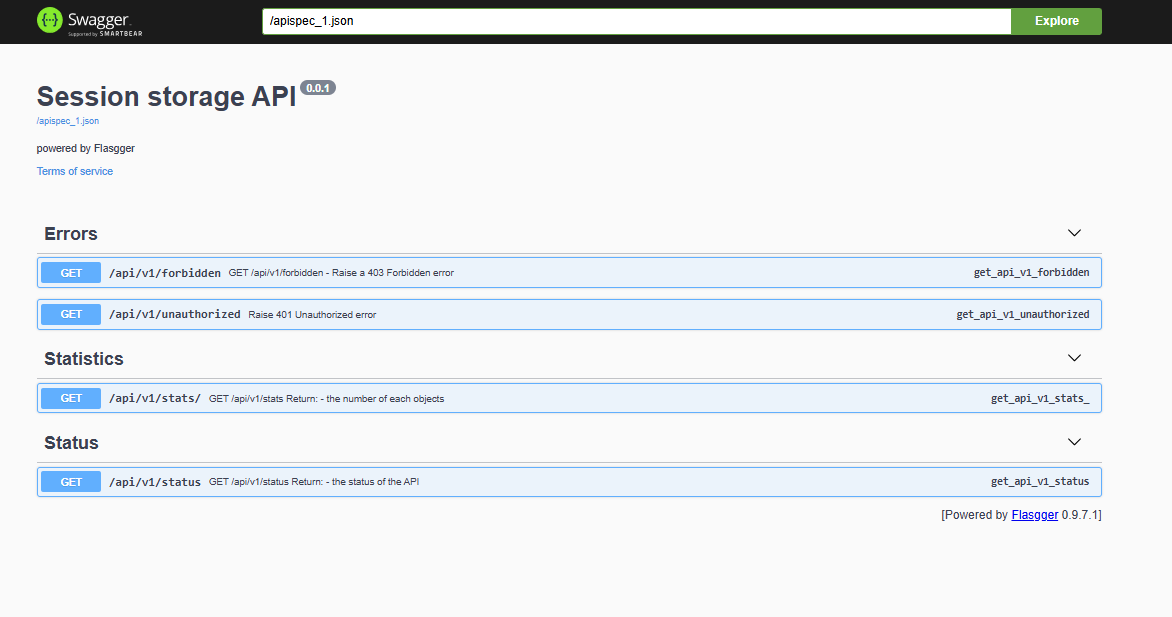 {··} Swagger.
Supported by SMARTBEAR
/apispec_1.json
Explore
Session storage API 0.0.1
/apispec_1.json
powered by Flasgger
Terms of service
Errors
GET /api/v1/forbidden GET /api/v1/forbidden - Raise a 403 Forbidden error get_api_v1_forbidden
GET /api/v1/unauthorized Raise 401 Unauthorized error get_api_v1_unauthorized
Statistics
GET /api/v1/stats/ GET /api/v1/stats Return: - the number of each objects get_api_v1_stats_
Status
GET /api/v1/status GET /api/v1/status Return: - the status of the API get_api_v1_status
[Powered by Flasgger 0.9.7.1]